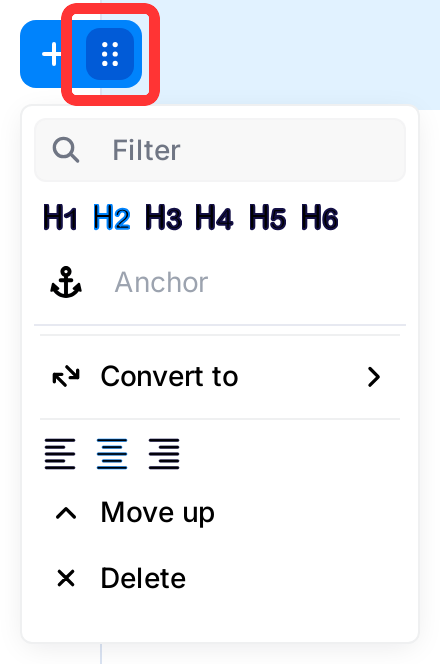 Filter
H1 H2 H3 H4 H5 H6
Anchor
Convert to
Move up
Delete